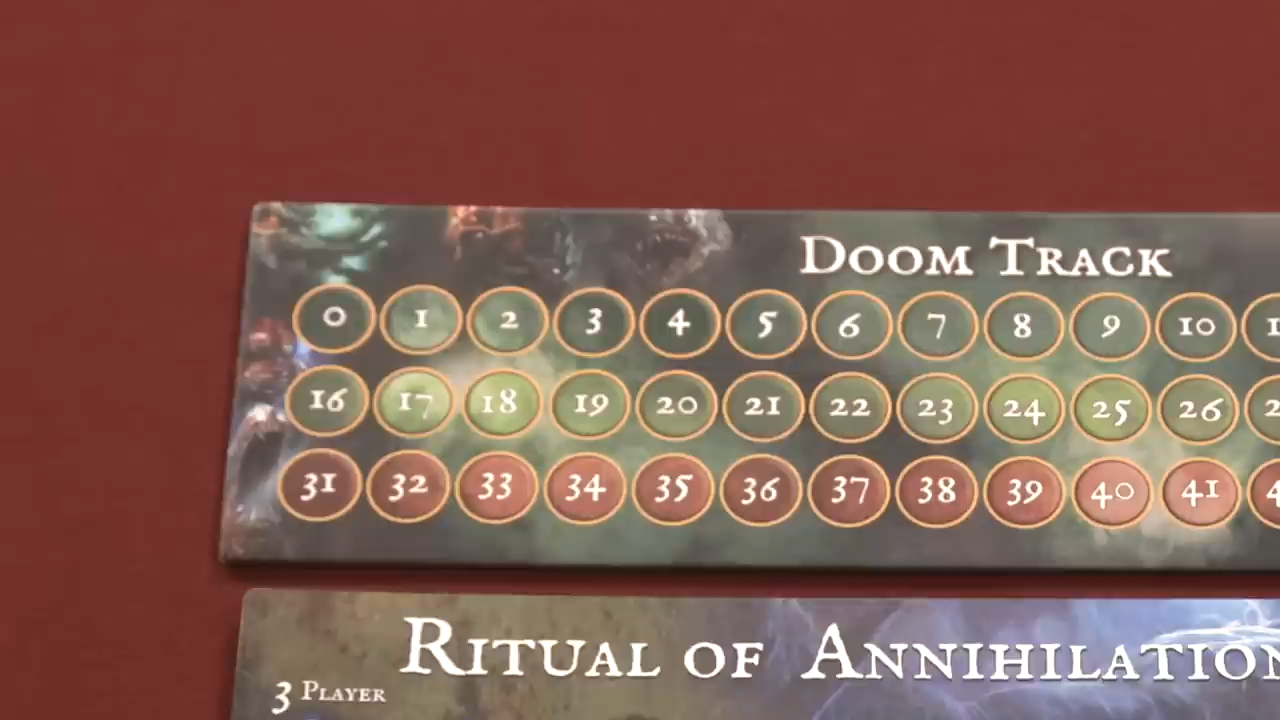 DOOM TRACK
0 1 2 3 4 5 6 7 8 9 10
16 17 18 19 20 21 22 23 24 25 26
31 32 33 34 35 36 37 38 39 40 41
RITUAL OF ANNIHILATION
3 PLAYER